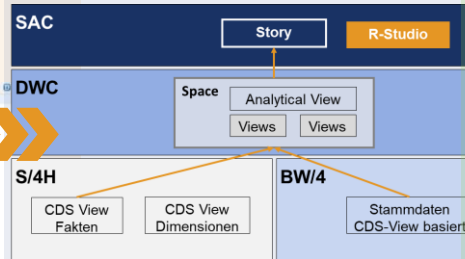 SAC
Story
R-Studio
DWC
Space
Analytical View
Views
Views
S/4H
CDS View
Fakten
CDS View
Dimensionen
BW/4
Stammdaten
CDS-View basiert